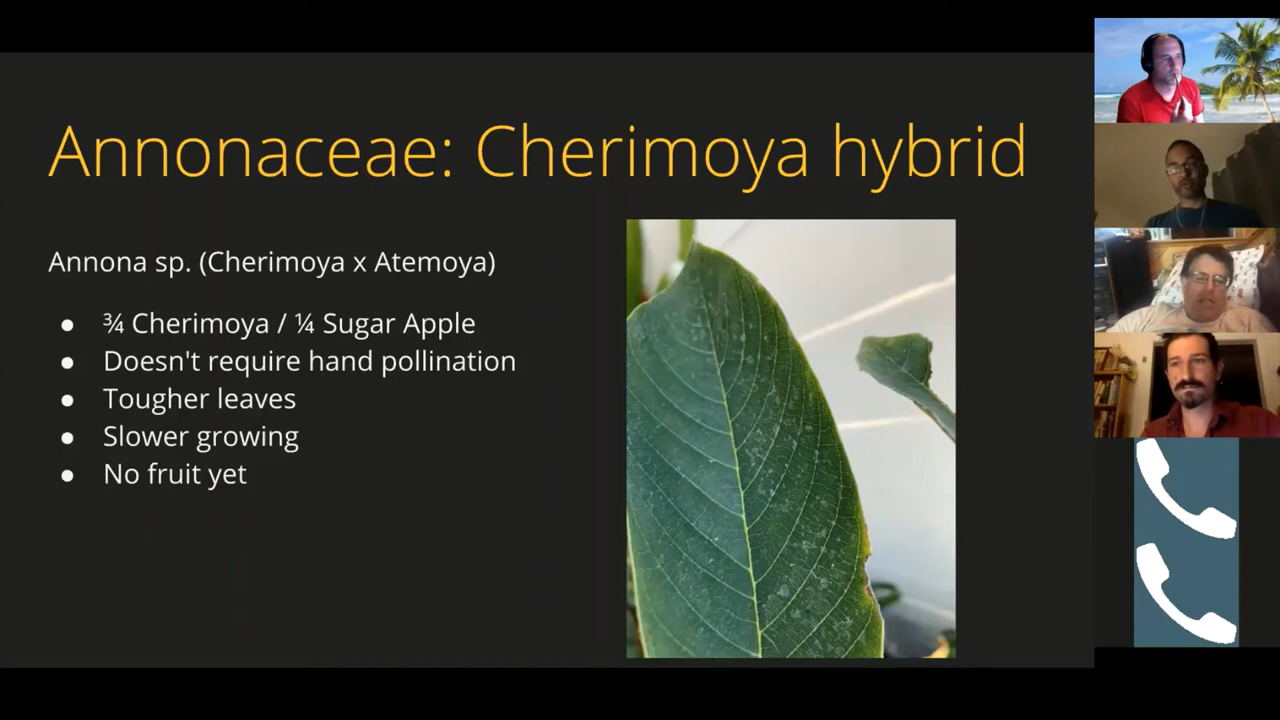 Annonaceae: Cherimoya hybrid
Annona sp. (Cherimoya x Atemoya)
● ¾ Cherimoya / ¼ Sugar Apple
● Doesn't require hand pollination
● Tougher leaves
● Slower growing
● No fruit yet